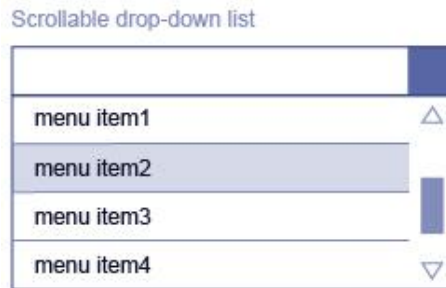 Scrollable drop-down list
menu item1
menu item2
menu item3
menu item4